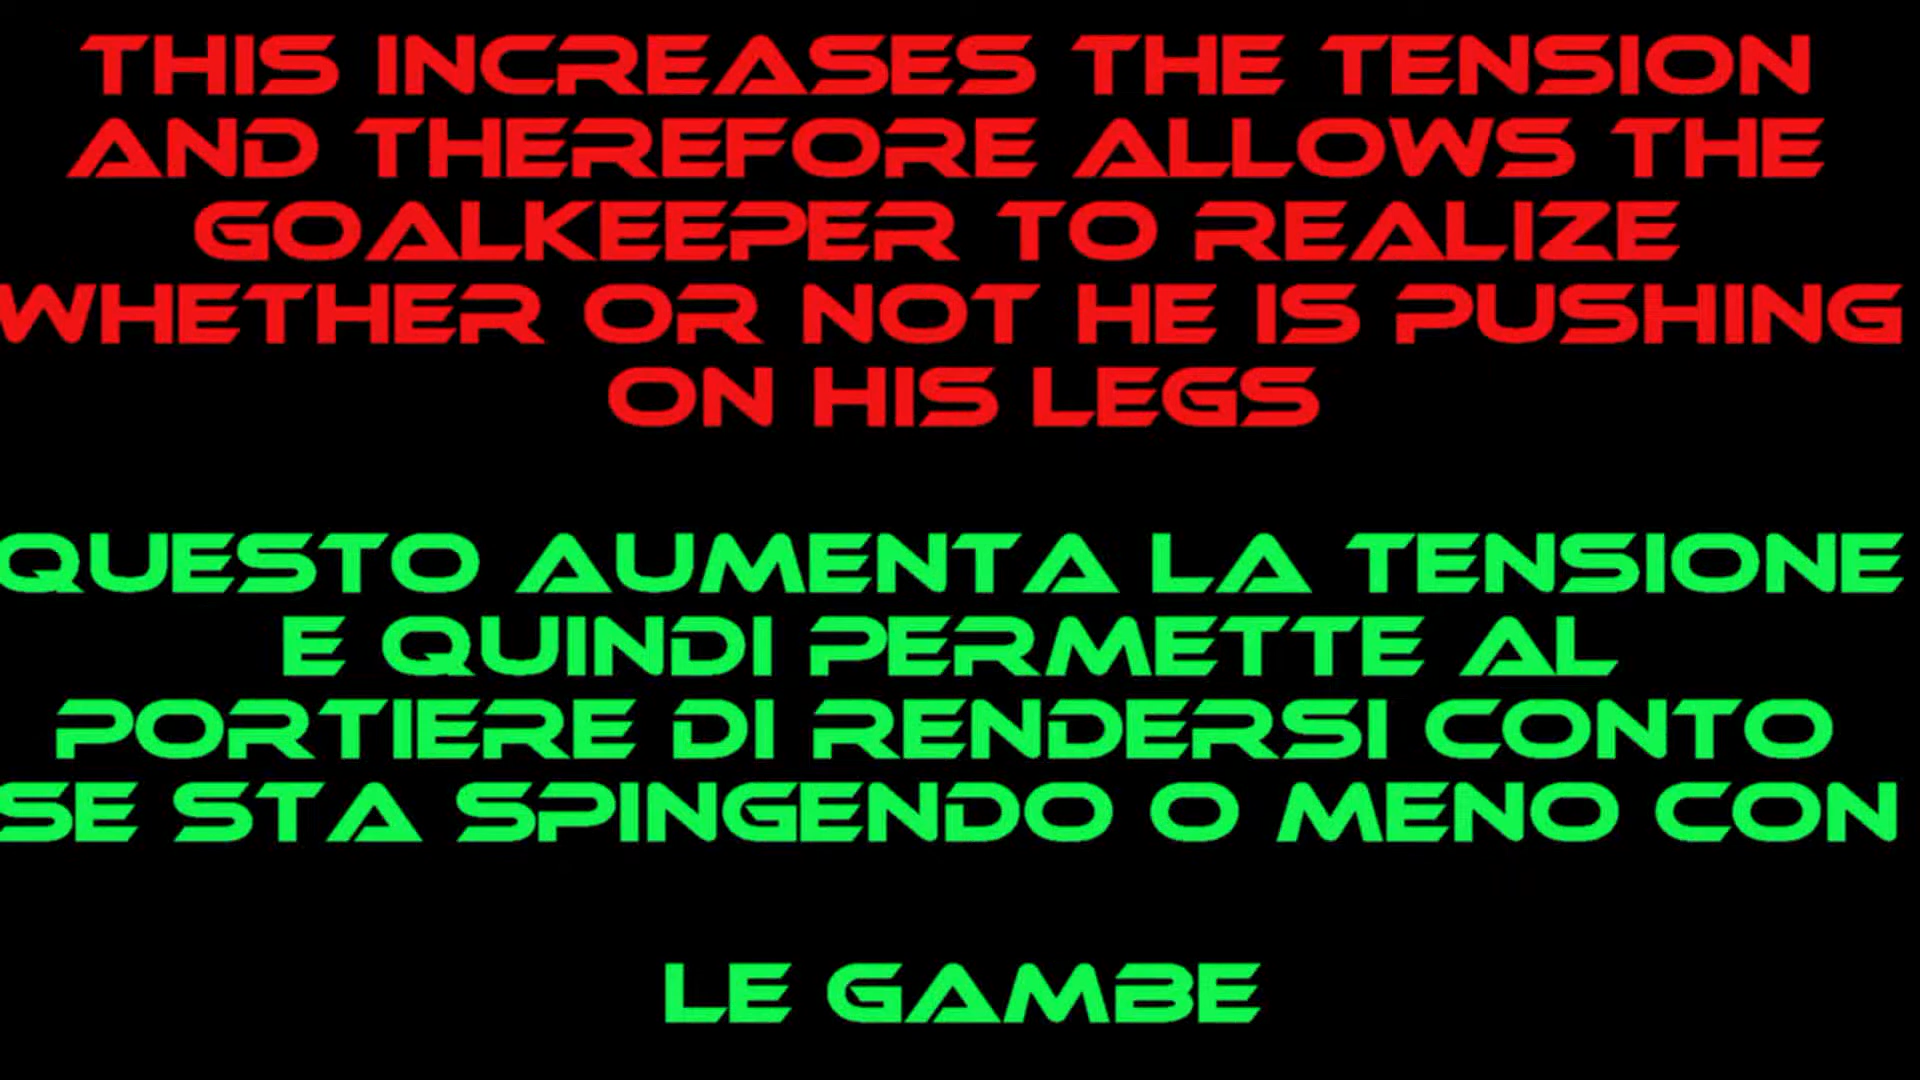 THIS INCREASES THE TENSION
AND THEREFORE ALLOWS THE
GOALKEEPER TO REALIZE
WHETHER OR NOT HE IS PUSHING
ON HIS LEGS
QUESTO AUMENTA LA TENSIONE
E QUINDI PERMETTE AL
PORTIERE DI RENDERSI CONTO
SE STA SPINGENDO O MENO CON
LE GAMBE